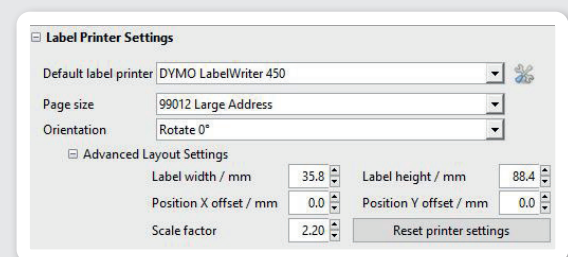 Label Printer Settings
Default label printer DYMO LabelWriter 450
Page size 99012 Large Address
Orientation Rotate 0°
Advanced Layout Settings
Label width / mm 35.8 Label height / mm 88.4
Position X offset / mm 0.0 Position Y offset / mm 0.0
Scale factor 2.20 Reset printer settings